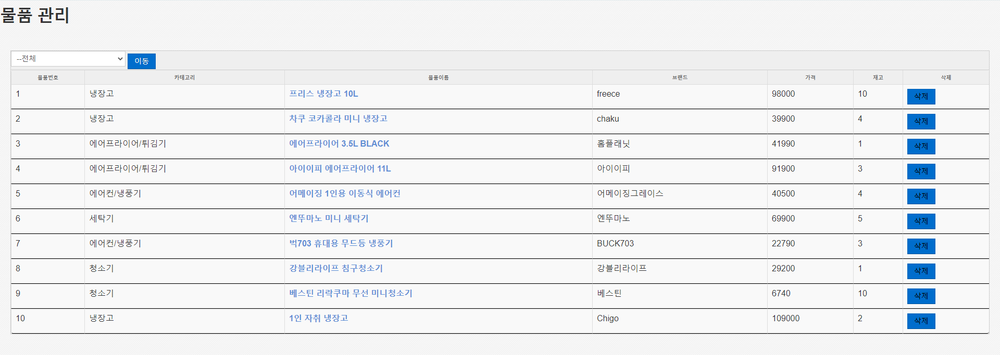 물품 관리
--전체 이동
물품번호 카테고리 물품이름 브랜드 가격 재고 삭제
1 냉장고 프리스 냉장고 10L freece 98000 10 삭제
2 냉장고 차쿠 코카콜라 미니 냉장고 chaku 39900 4 삭제
3 에어프라이어/튀김기 에어프라이어 3.5L BLACK 홈플래닛 41990 1 삭제
4 에어프라이어/튀김기 아이이피 에어프라이어 11L 아이이피 91900 3 삭제
5 에어컨/냉풍기 어메이징 1인용 이동식 에어컨 어메이징그레이스 40500 4 삭제
6 세탁기 엔뚜마노 미니 세탁기 엔뚜마노 69900 5 삭제
7 에어컨/냉풍기 벅703 휴대용 무드등 냉풍기 BUCK703 22790 3 삭제
8 청소기 강블리라이프 침구청소기 강블리라이프 29200 1 삭제
9 청소기 베스틴 리락쿠마 무선 미니청소기 베스틴 6740 10 삭제
10 냉장고 1인 자취 냉장고 Chigo 109000 2 삭제